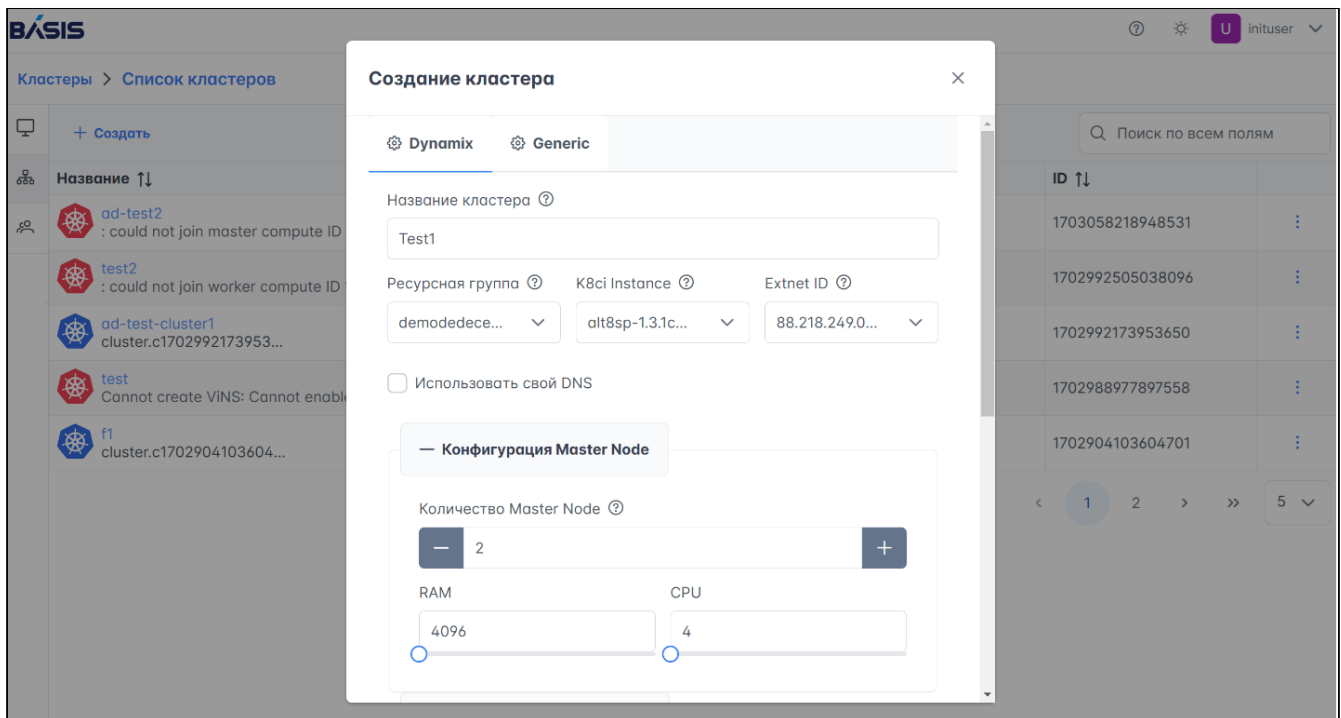 BÁSIS
U inituser
Кластеры > Список кластеров
Создание кластера
+ Создать
Поиск по всем полям
Dynamix Generic
Название
ID
Название кластера
Test1
ad-test2
: could not join master compute ID
1703058218948531
test2
: could not join worker compute ID
1702992505038096
Ресурсная группа K8ci Instance Extnet ID
demodedece... alt8sp-1.3.1c... 88.218.249.0...
ad-test-cluster1
cluster.c1702992173953...
1702992173953650
Использовать свой DNS
test
Cannot create ViNS: Cannot enabl
1702988977897558
f1
cluster.c1702904103604...
1702904103604701
— Конфигурация Master Node
Количество Master Node
— 2 +
< 1 2 > >> 5
RAM CPU
4096 4